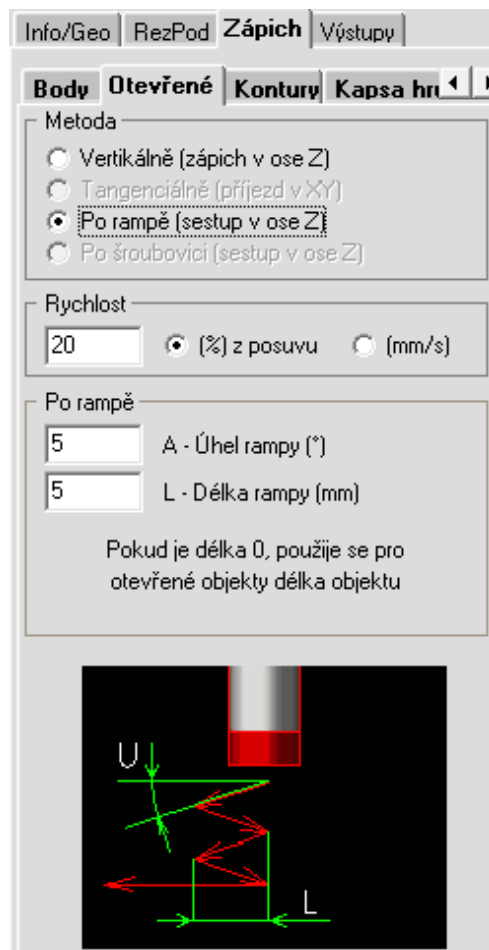 Info/Geo RezPod Zápich Výstupy
Body Otevřené Kontury Kapsa hru
Metoda
Vertikálně (zápich v ose Z)
Tangenciálně (příjezd v XY)
Po rampě (sestup v ose Z)
Po šroubovici (sestup v ose Z)
Rychlost
20 (%) z posuvu (mm/s)
Po rampě
5 A - Úhel rampy (°)
5 L - Délka rampy (mm)
Pokud je délka 0, použije se pro
otevřené objekty délka objektu
U
L